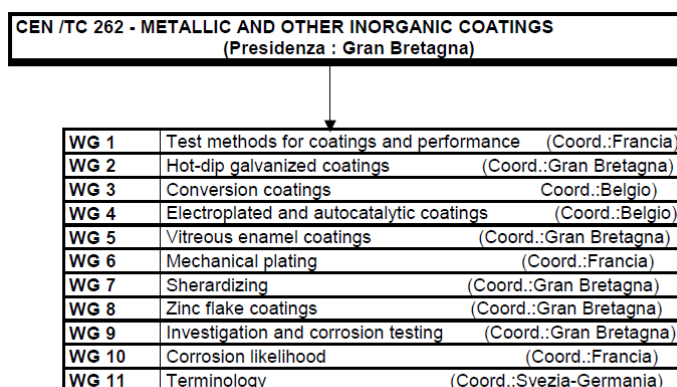 CEN /TC 262 - METALLIC AND OTHER INORGANIC COATINGS
(Presidenza : Gran Bretagna)
WG 1 Test methods for coatings and performance (Coord.:Francia)
WG 2 Hot-dip galvanized coatings (Coord.:Gran Bretagna)
WG 3 Conversion coatings Coord.:Belgio)
WG 4 Electroplated and autocatalytic coatings (Coord.:Belgio)
WG 5 Vitreous enamel coatings (Coord.:Gran Bretagna)
WG 6 Mechanical plating (Coord.:Francia)
WG 7 Sherardizing (Coord.:Gran Bretagna)
WG 8 Zinc flake coatings (Coord.:Gran Bretagna)
WG 9 Investigation and corrosion testing (Coord.:Gran Bretagna)
WG 10 Corrosion likelihood (Coord.:Francia)
WG 11 Terminology (Coord.:Svezia-Germania)